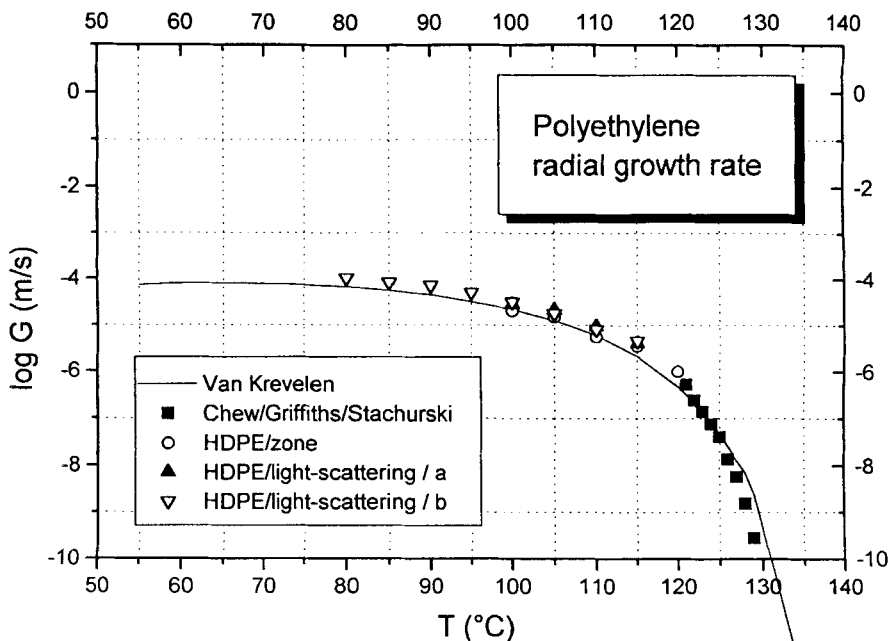 50 60 70 80 90 100 110 120 130 140
0 0
-2 -2
-4 -4
-6 -6
-8 -8
-10 -10
Polyethylene
radial growth rate
log G (m/s)
Van Krevelen
Chew/Griffiths/Stachurski
HDPE/zone
HDPE/light-scattering / a
HDPE/light-scattering / b
50 60 70 80 90 100 110 120 130 140
T (°C)